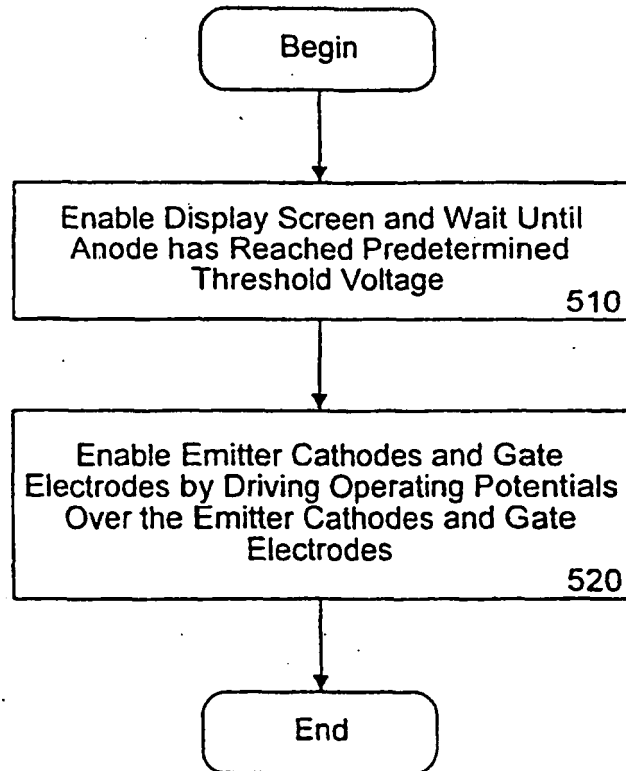 Begin
Enable Display Screen and Wait Until
Anode has Reached Predetermined
Threshold Voltage
510
Enable Emitter Cathodes and Gate
Electrodes by Driving Operating Potentials
Over the Emitter Cathodes and Gate
Electrodes
520
End